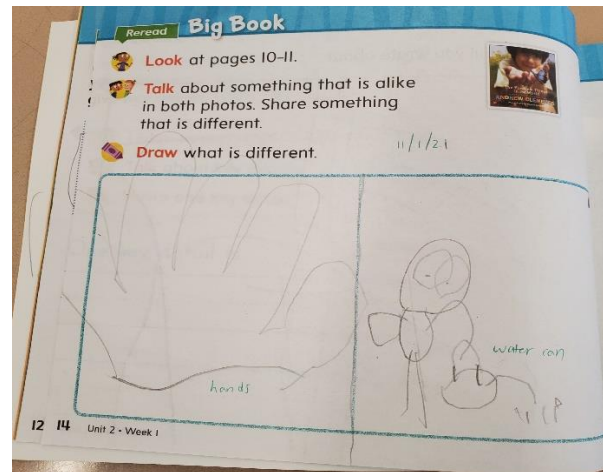 Reread Big Book
Look at pages 10–11.
Talk about something that is alike
in both photos. Share something
that is different.
Draw what is different.
11/1/21
hands
water can
12 14 Unit 2 • Week 1